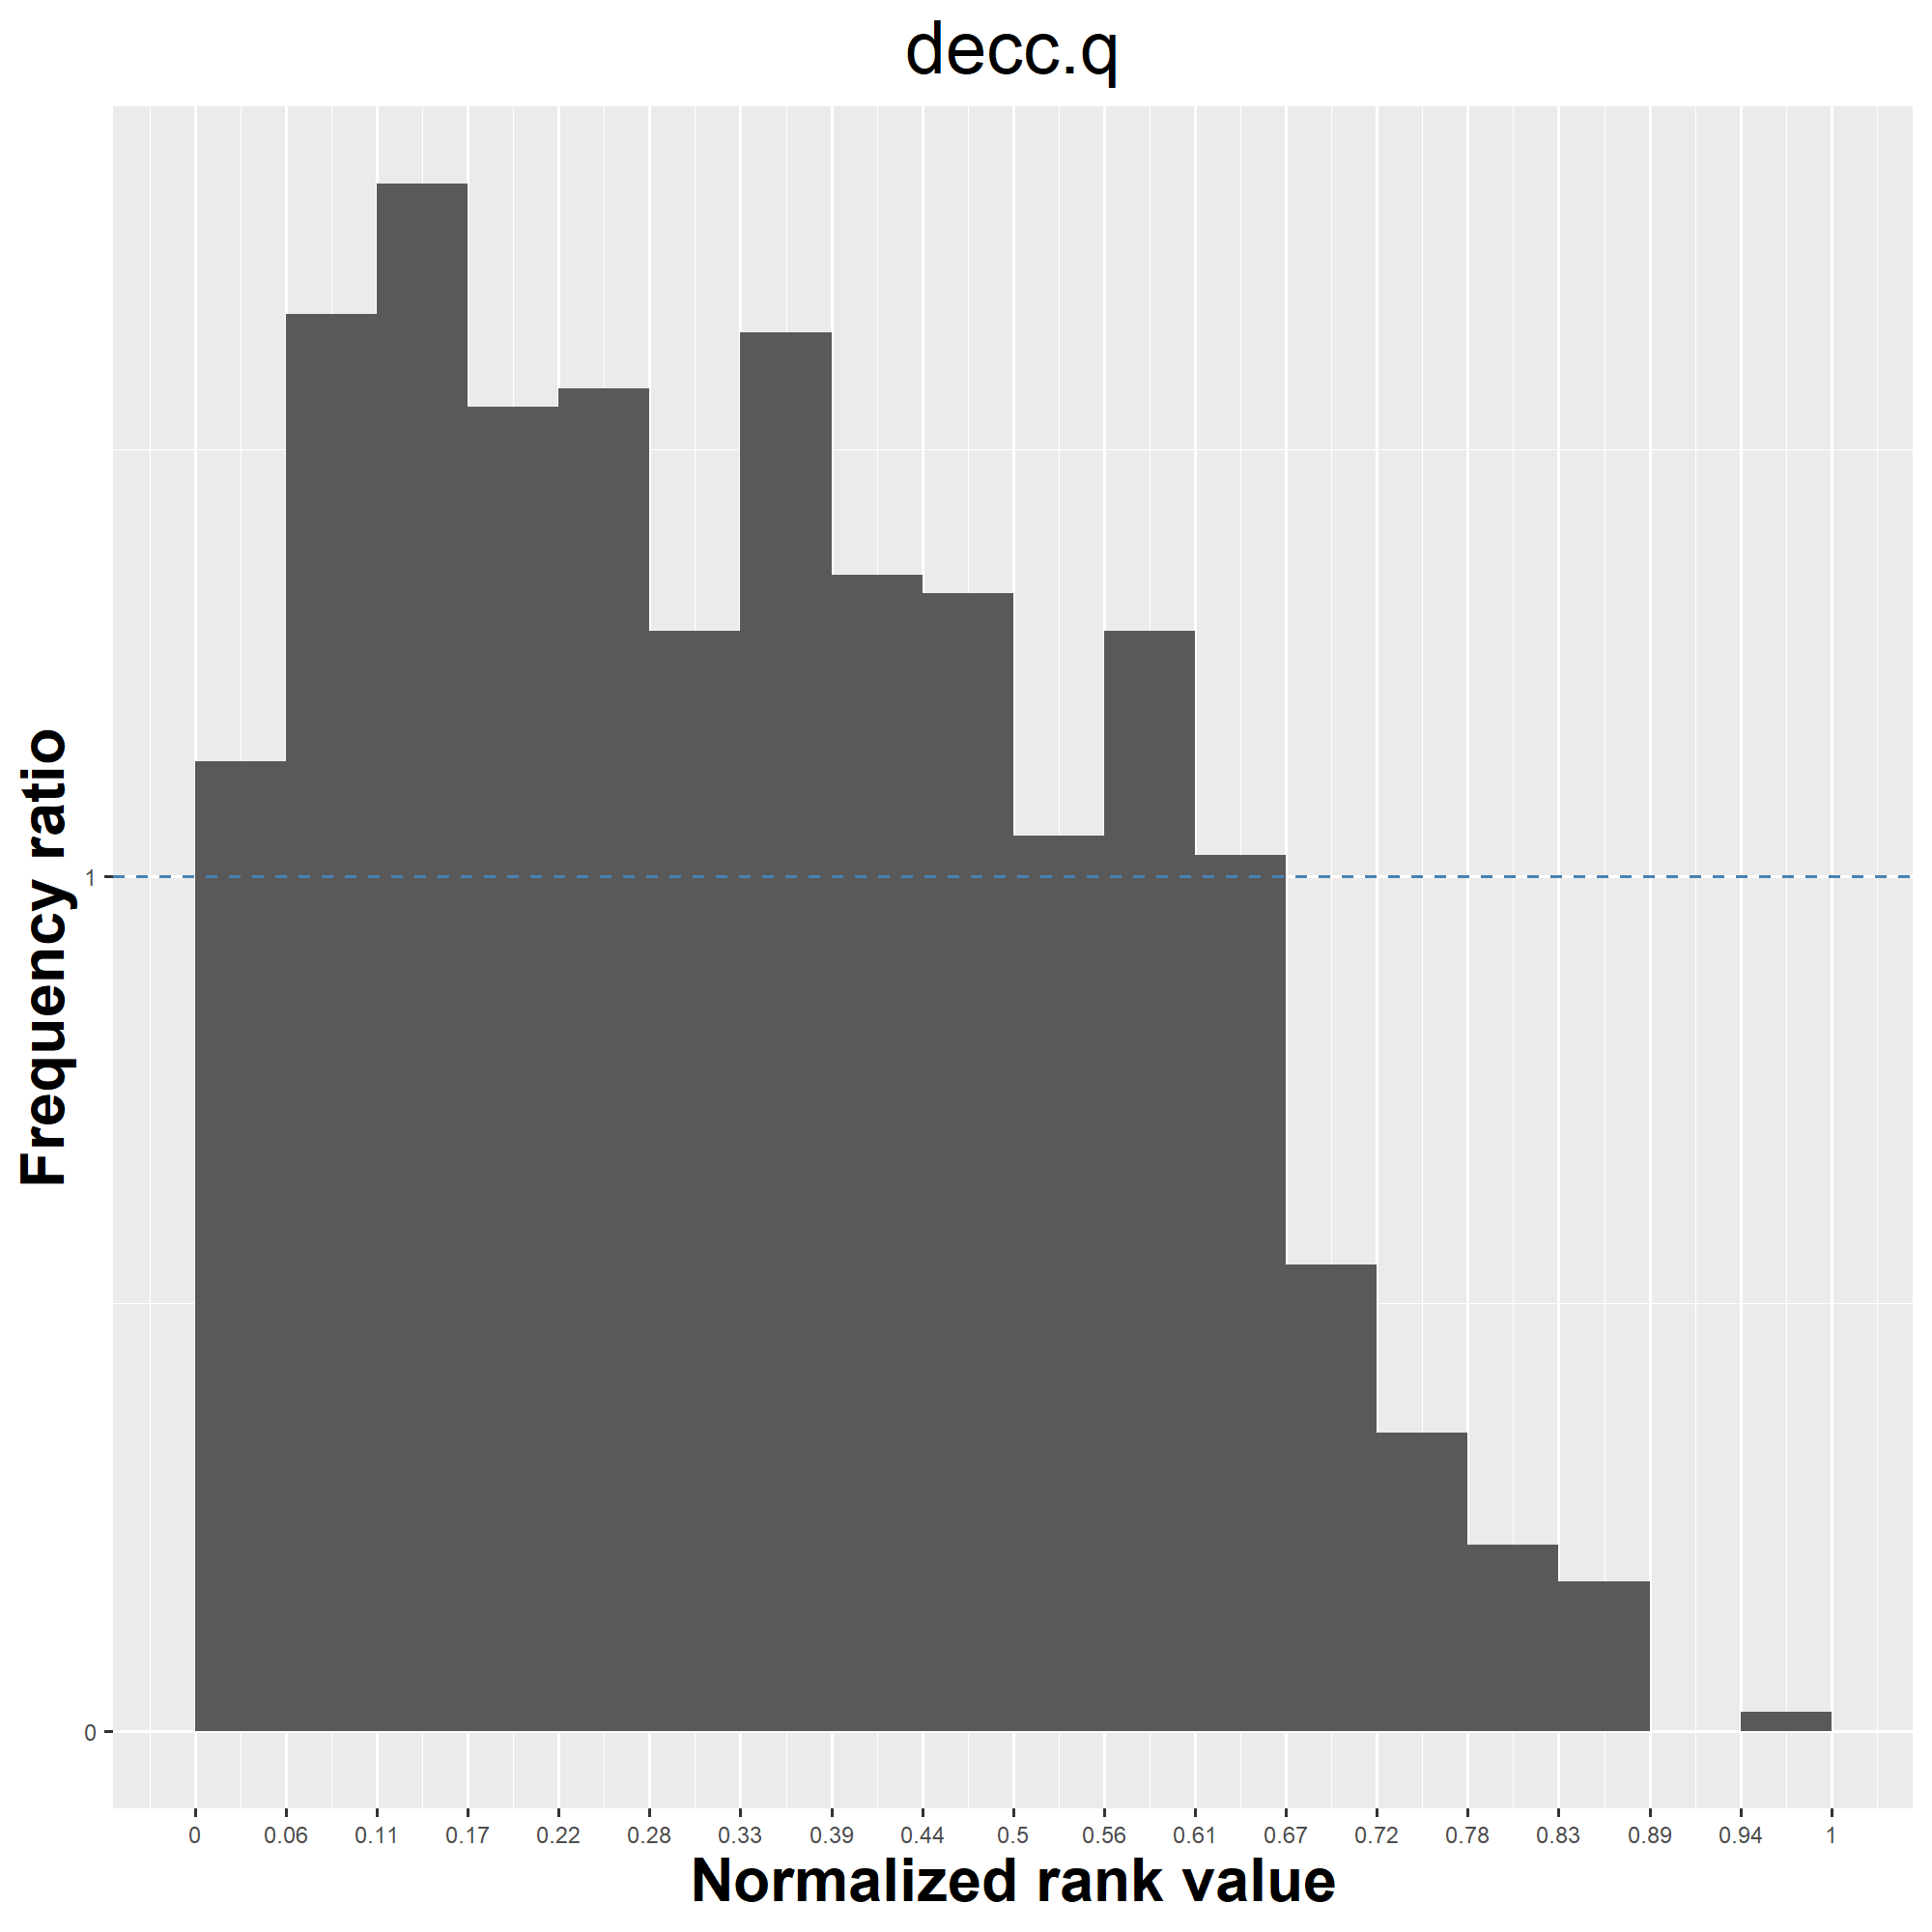 decc.q
Frequency ratio
1
0
0 0.06 0.11 0.17 0.22 0.28 0.33 0.39 0.44 0.5 0.56 0.61 0.67 0.72 0.78 0.83 0.89 0.94 1
Normalized rank value